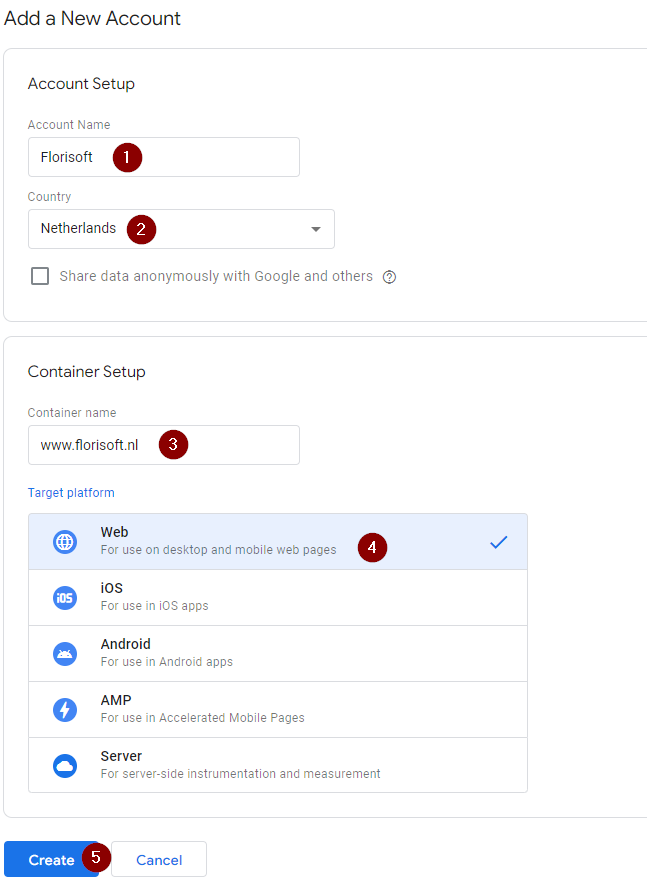 Add a New Account
Account Setup
Account Name
Florisoft 1
Country
Netherlands 2
Share data anonymously with Google and others ?
Container Setup
Container name
www.florisoft.nl 3
Target platform
Web
For use on desktop and mobile web pages 4
iOS iOS
For use in iOS apps
Android
For use in Android apps
AMP
For use in Accelerated Mobile Pages
Server
For server-side instrumentation and measurement
Create 5 Cancel